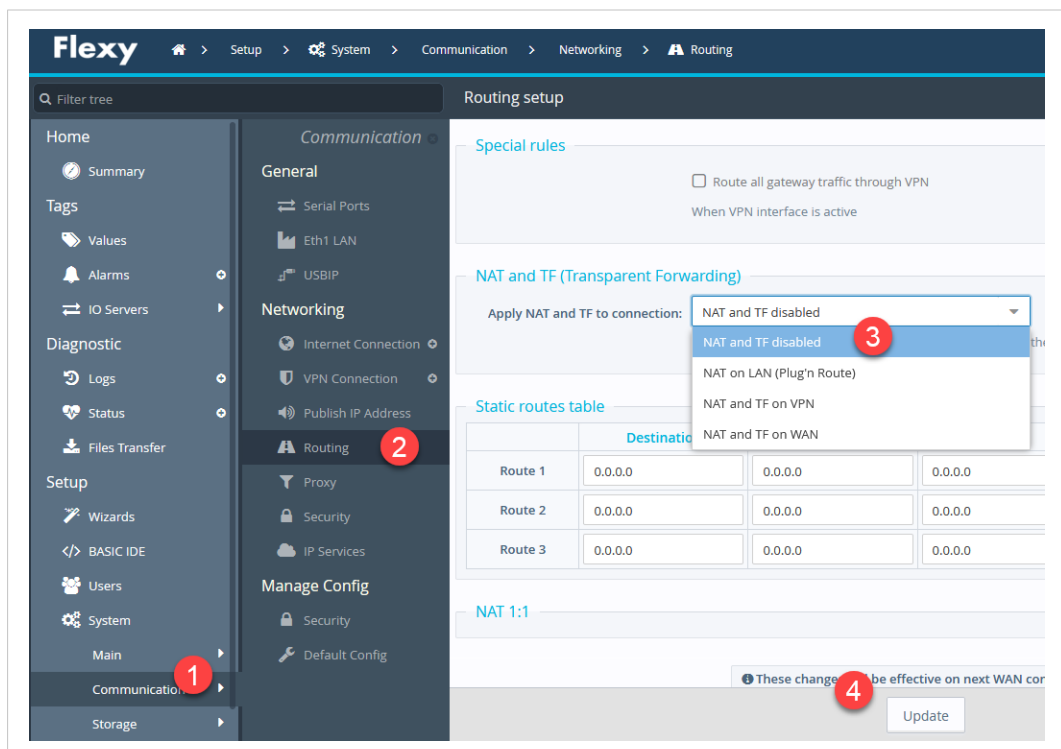 Flexy > Setup > System > Communication > Networking > Routing
Filter tree
Routing setup
Home
Summary
Tags
Values
Alarms
IO Servers
Diagnostic
Logs
Status
Files Transfer
Setup
Wizards
</> BASIC IDE
Users
System
Main
1
Communication
Storage
Communication
General
Serial Ports
Eth1 LAN
USBIP
Networking
Internet Connection
VPN Connection
Publish IP Address
Routing 2
Proxy
Security
IP Services
Manage Config
Security
Default Config
Special rules
Route all gateway traffic through VPN
When VPN interface is active
NAT and TF (Transparent Forwarding)
Apply NAT and TF to connection: NAT and TF disabled
NAT and TF disabled 3
NAT on LAN (Plug'n Route)
NAT and TF on VPN
NAT and TF on WAN
Static routes table
Route 1 0.0.0.0 0.0.0.0 0.0.0.0
Route 2 0.0.0.0 0.0.0.0 0.0.0.0
Route 3 0.0.0.0 0.0.0.0 0.0.0.0
NAT 1:1
These change be effective on next WAN
4
Update